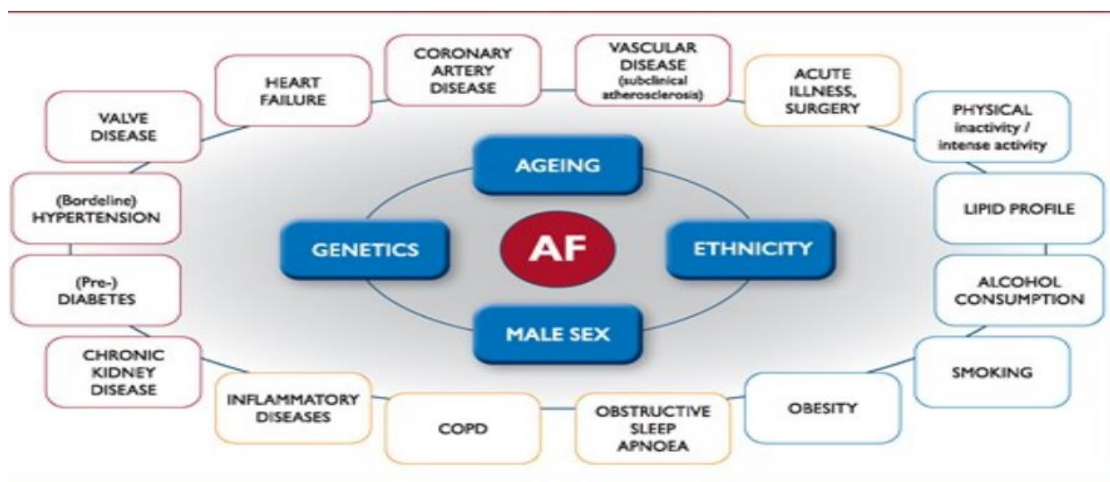 CORONARY
ARTERY
DISEASE
VASCULAR
DISEASE
(subclinical
atherosclerosis)
HEART
FAILURE
ACUTE
ILLNESS,
SURGERY
VALVE
DISEASE
PHYSICAL
inactivity /
intense activity
AGEING
(Bordeline)
HYPERTENSION
LIPID PROFILE
GENETICS
AF
ETHNICITY
(Pre-)
DIABETES
ALCOHOL
CONSUMPTION
MALE SEX
CHRONIC
KIDNEY
DISEASE
SMOKING
INFLAMMATORY
DISEASES
COPD
OBSTRUCTIVE
SLEEP
APNOEA
OBESITY